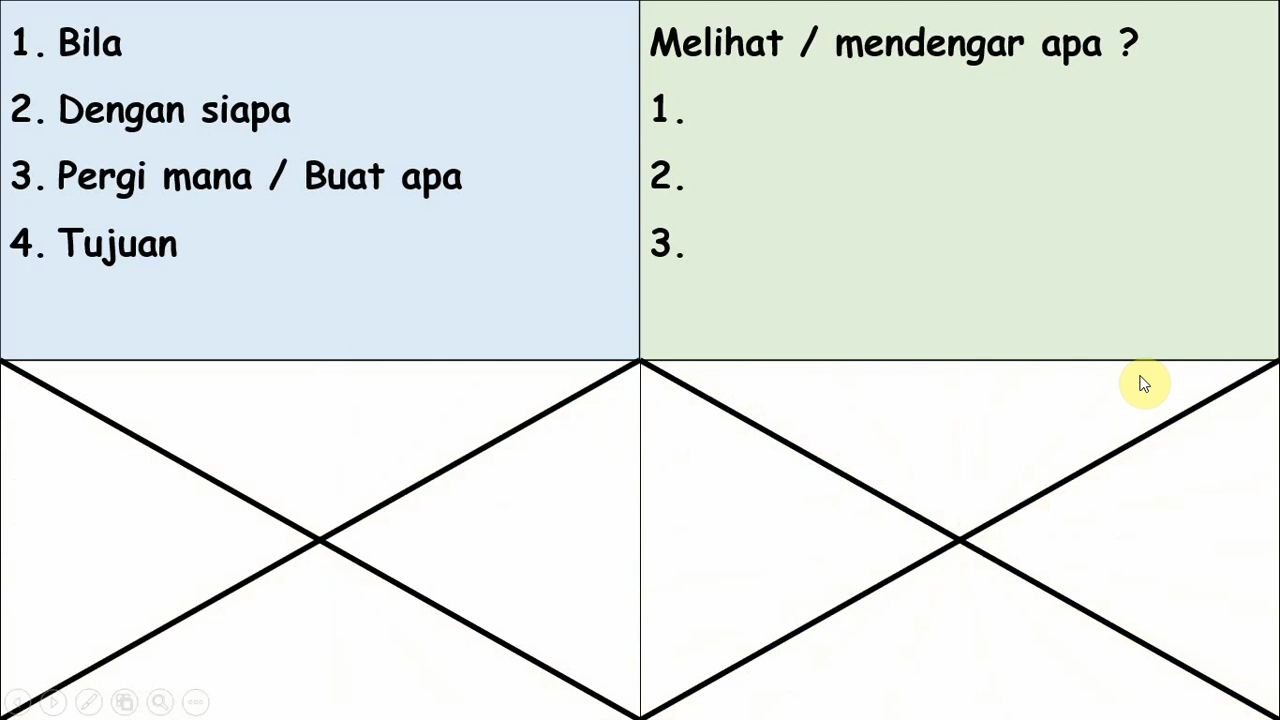 1. Bila
2. Dengan siapa
3. Pergi mana / Buat apa
4. Tujuan
Melihat / mendengar apa ?
1.
2.
3.